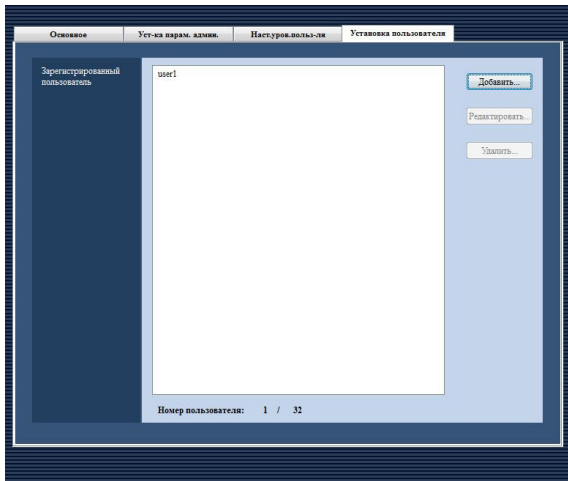 Основное
Уст-ка парам. админ.
Наст.уров.польз-ля
Установка пользователя
Зарегистрированный
пользователь
user1
Добавить...
Редактировать...
Удалить...
Номер пользователя: 1 / 32